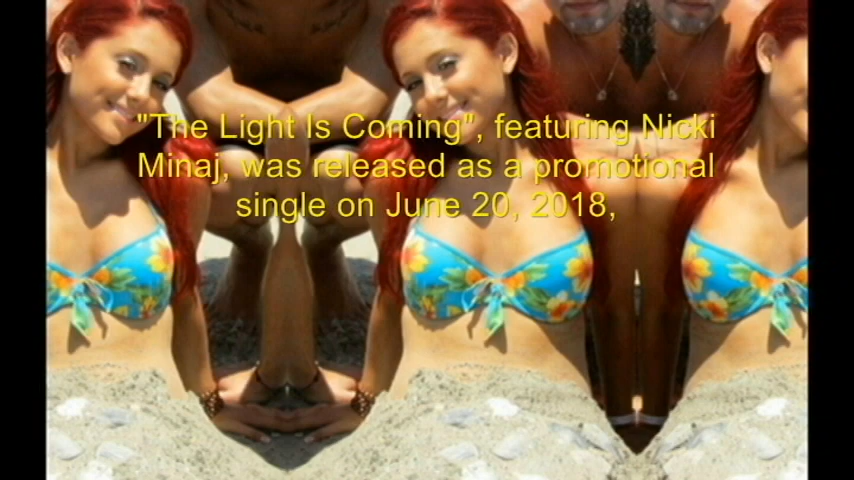 "The Light Is Coming", featuring Nicki
Minaj, was released as a promotional
single on June 20, 2018,